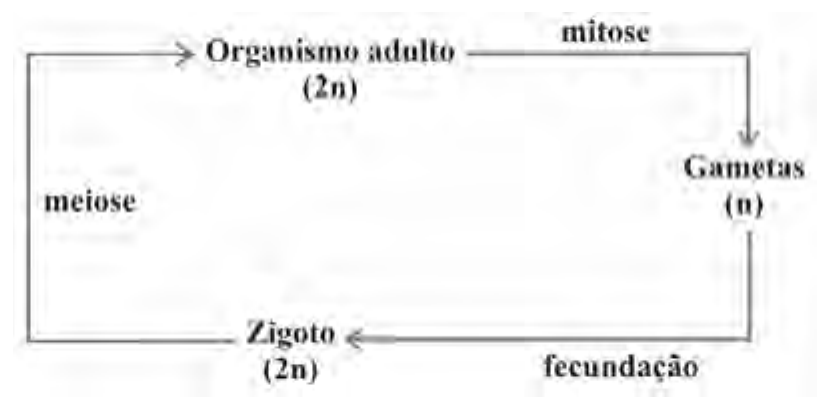 mitose
Organismo adulto
(2n)
Gametas
(n)
meiose
Zigoto
(2n)
fecundação